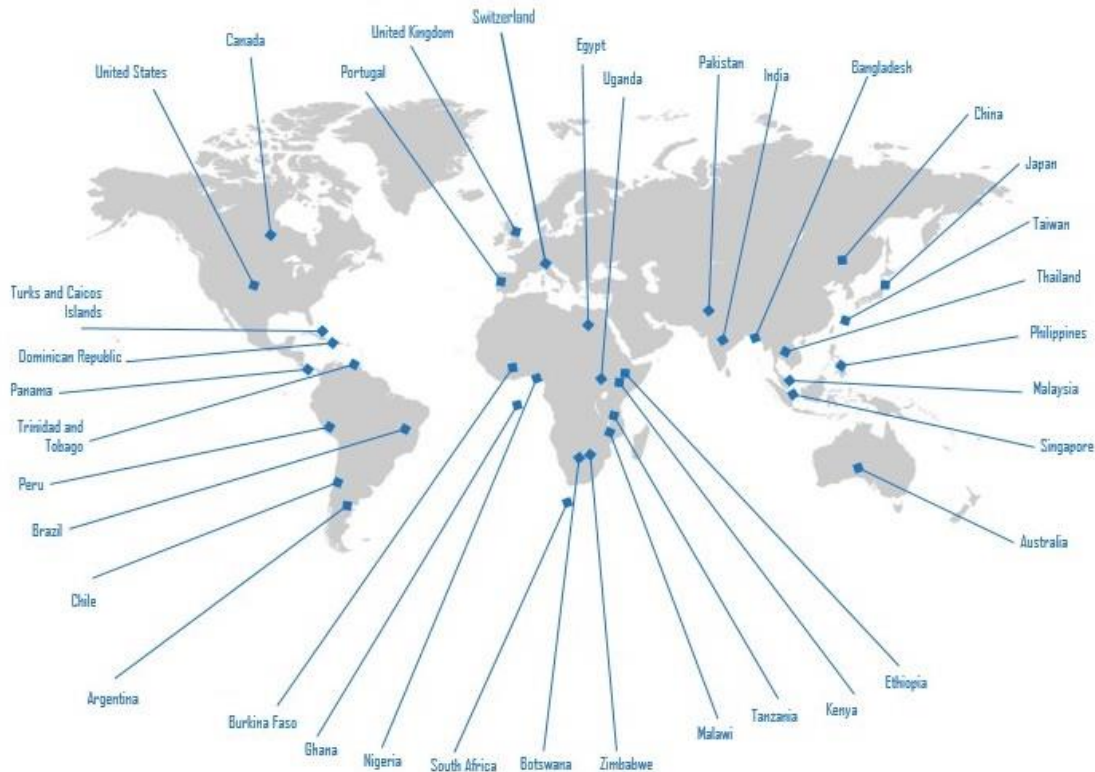 Switzerland
United Kingdom
Canada
Egypt
Portugal
United States
Uganda
Pakistan
India
Bangladesh
China
Japan
Taiwan
Thailand
Turks and Caicos
Islands
Philippines
Dominican Republic
Panama
Malaysia
Trinidad and
Tobago
Singapore
Peru
Brazil
Australia
Chile
Argentina
Ethiopia
Burkina Faso
Kenya
Tanzania
Malawi
Ghana
Nigeria
South Africa
Botswana
Zimbabwe